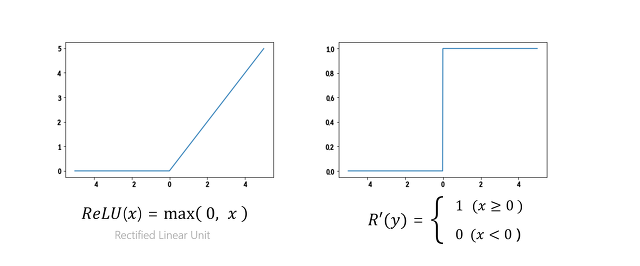 5
4
3
2
1
0
4 2 0 2 4
ReLU(x) = max( 0, x )
Rectified Linear Unit
1.0
0.8
0.6
0.4
0.2
0.0
4 2 0 2 4
R′(y) = { 1 (x ≥ 0 )
0 (x < 0 )